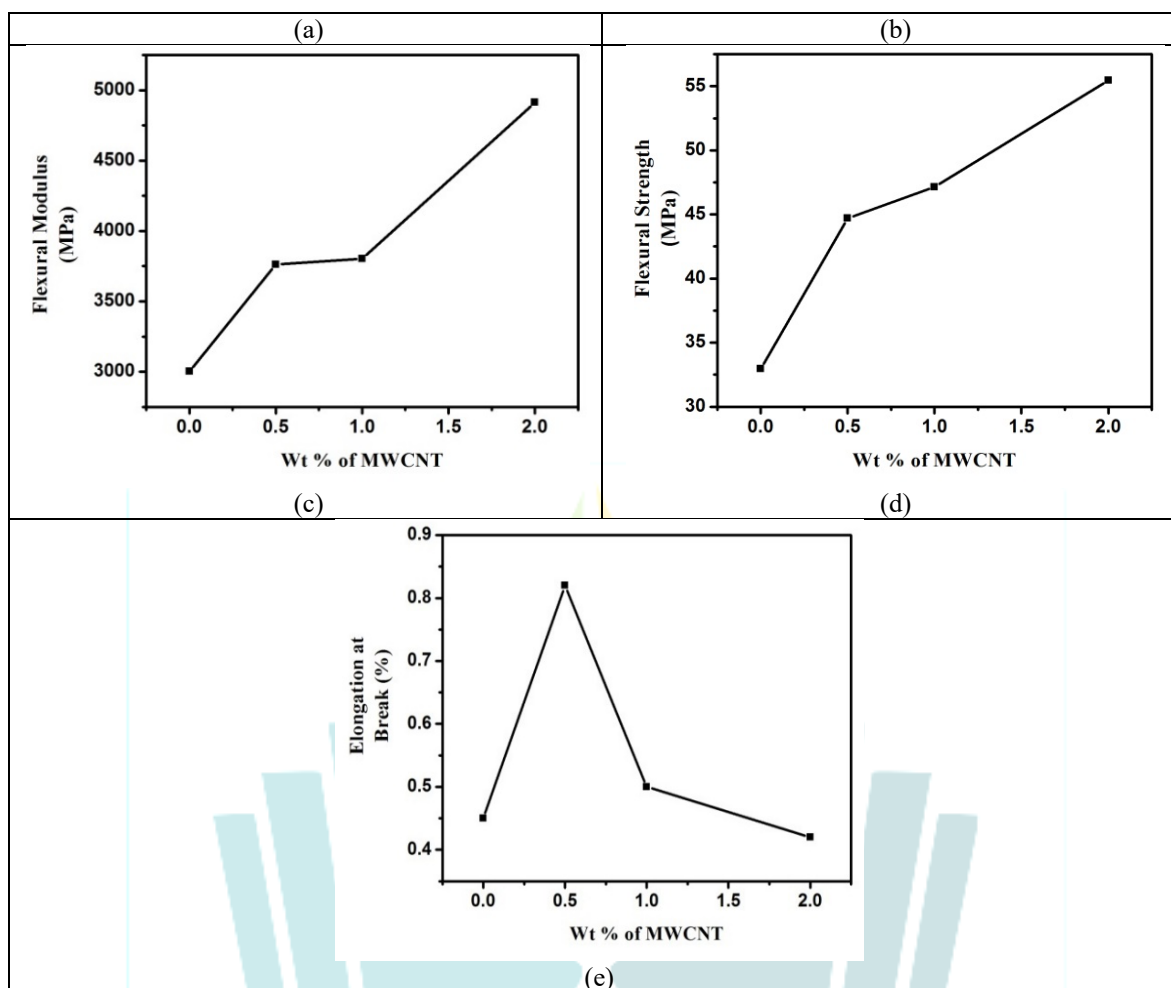 (a)
(b)
5000
4500
4000
3500
3000
Flexural Modulus
(MPa)
0.0 0.5 1.0 1.5 2.0
Wt % of MWCNT
55
50
45
40
35
30
Flexural Strength
(MPa)
0.0 0.5 1.0 1.5 2.0
Wt % of MWCNT
(c)
(d)
0.9
0.8
0.7
0.6
0.5
0.4
Elongation at
Break (%)
0.0 0.5 1.0 1.5 2.0
Wt % of MWCNT
(e)